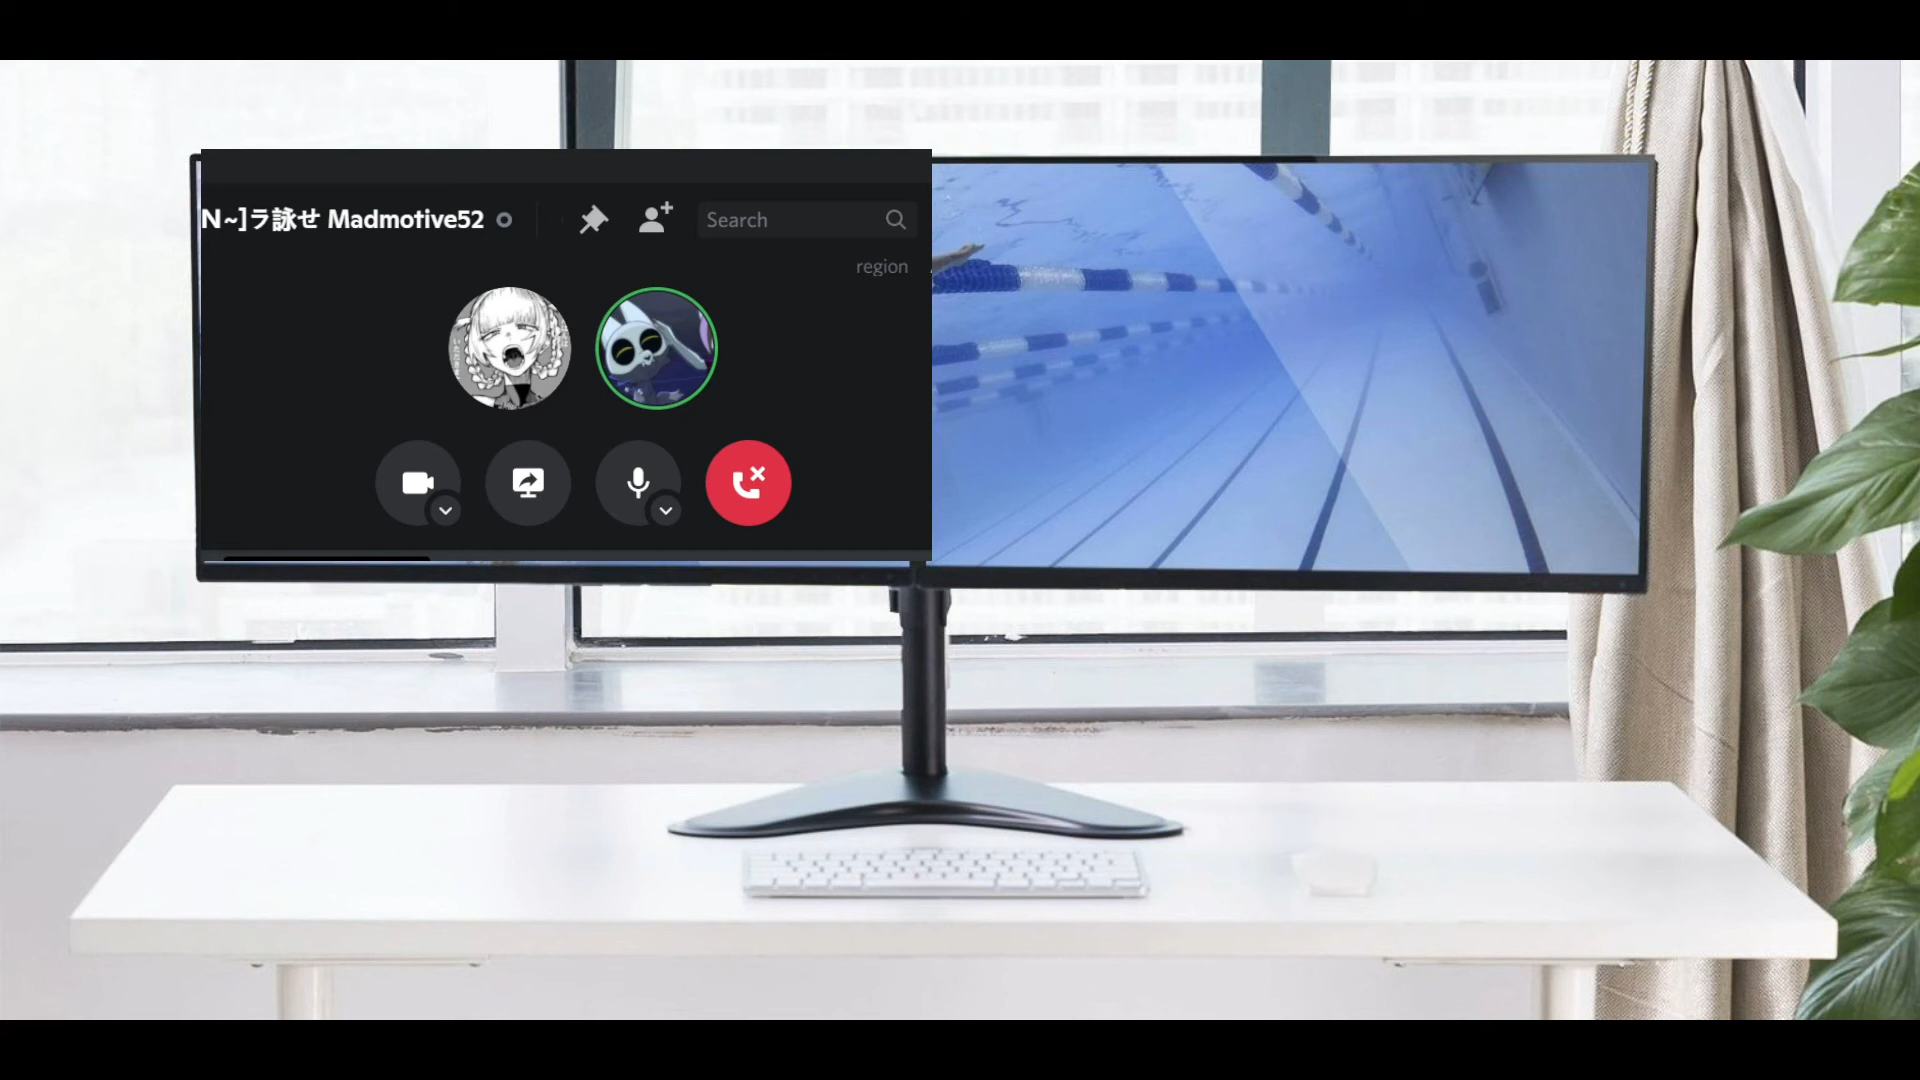 N~]ラ詠せ Madmotive52
Search
region